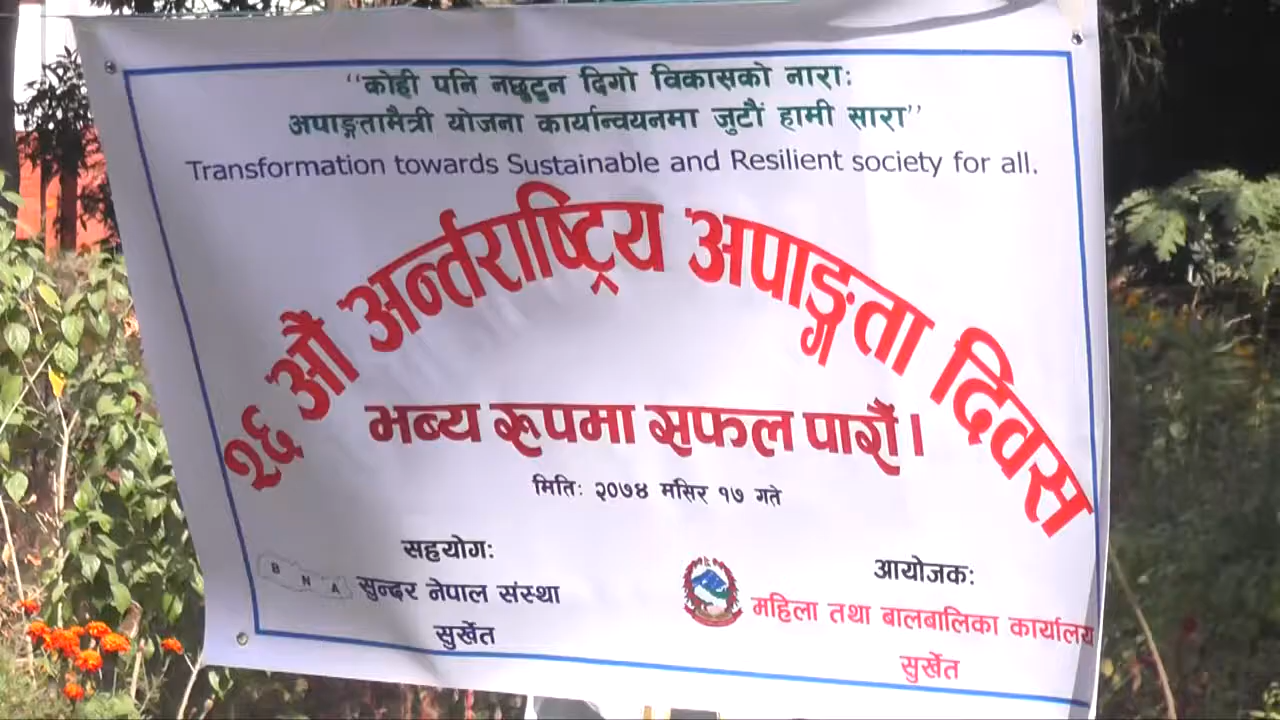 “कोही पनि नछुटुन दिगो विकासको नाराः
अपाङ्गतामैत्री योजना कार्यान्वयनमा जुटौं हामी सारा”
Transformation towards Sustainable and Resilient society for all.
२६ औं अर्न्तराष्ट्रिय अपाङ्गता दिवस
भब्य रूपमा सफल पारौं।
मितिः २०७४ मसिर १७ गते
सहयोगः
B N A सुन्दर नेपाल संस्था
सुर्खेत
आयोजकः
महिला तथा बालबालिका कार्यालय
सुर्खेत